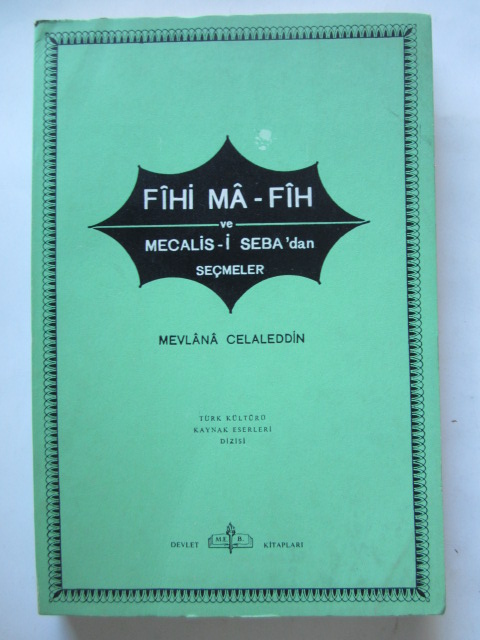 FÎHİ MÂ - FÎH
ve
MECALİS - İ SEBA'dan
SEÇMELER
MEVLÂNÂ CELALEDDİN
TÜRK KÜLTÜRÜ
KAYNAK ESERLERİ
DİZİSİ
DEVLET M.E. B. KİTAPLARI